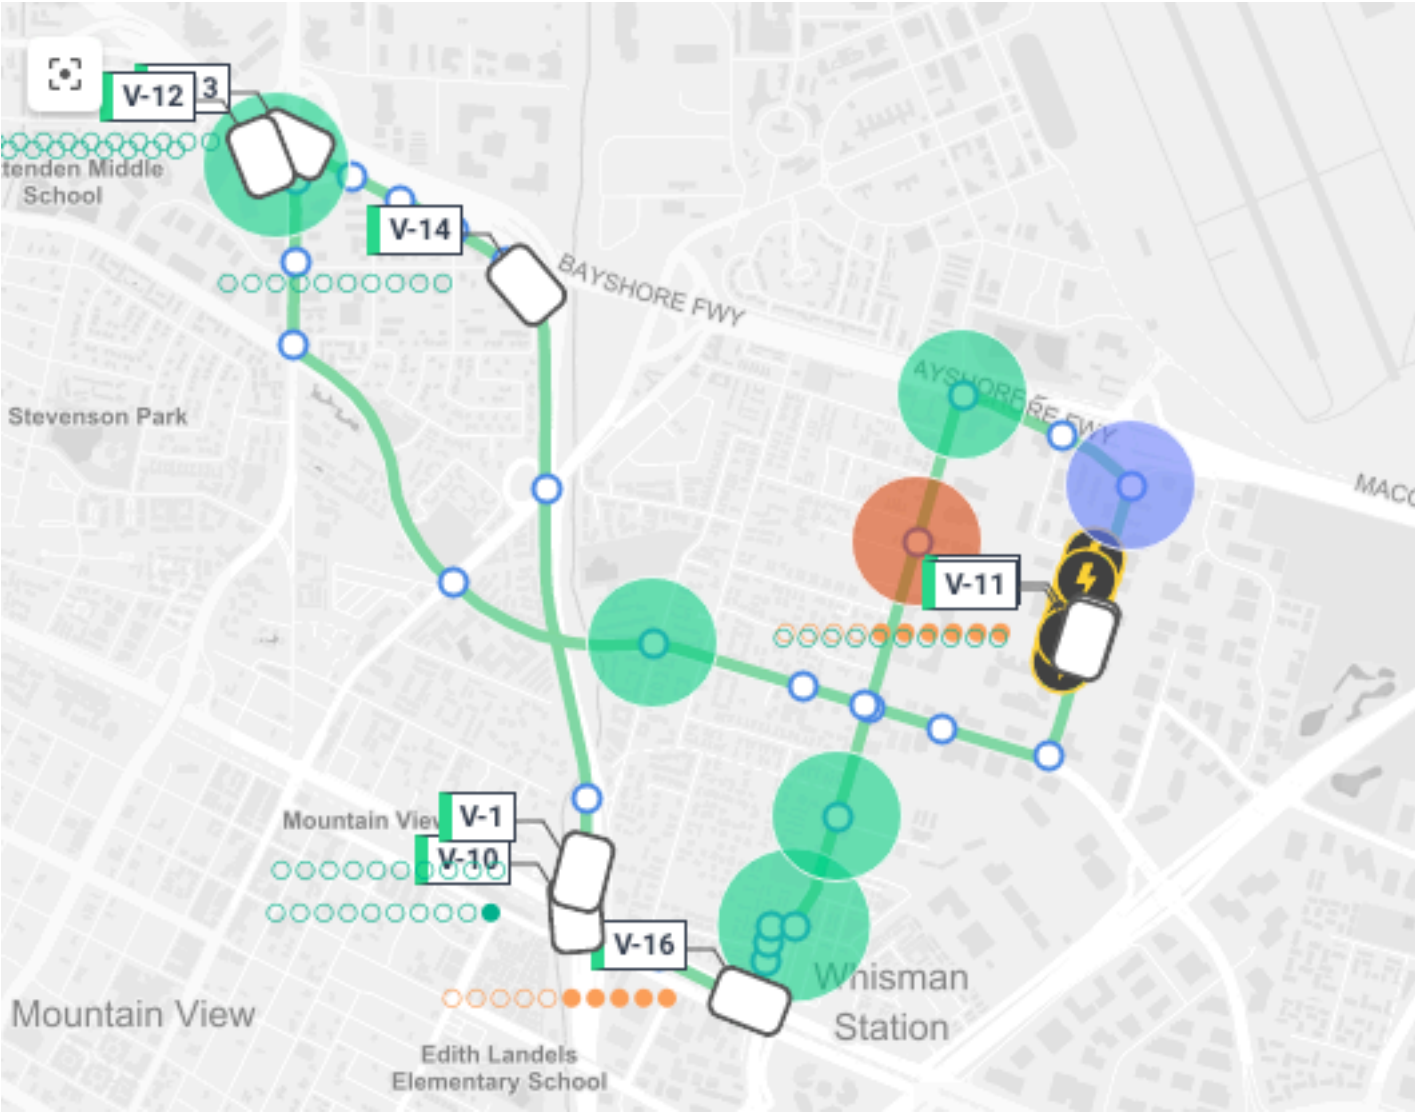 3
V-12
tenden Middle
School
V-14
BAYSHORE FWY
AYSHORE
RE FWY
Stevenson Park
MACO
V-11
V-1
Mountain View
V-10
V-16
Whisman
Station
Mountain View
Edith Landels
Elementary School